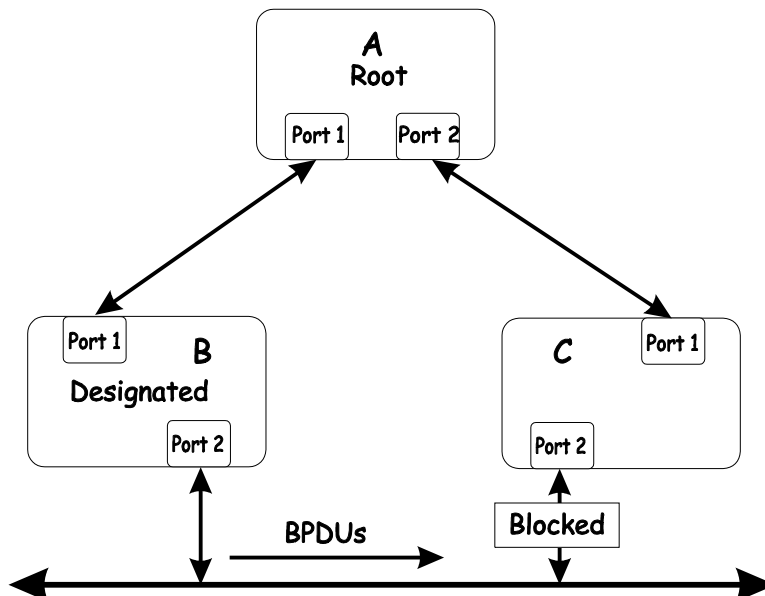 A
Root
Port 1
Port 2
Port 1
B
Designated
Port 2
C
Port 1
Port 2
Blocked
BPDUs